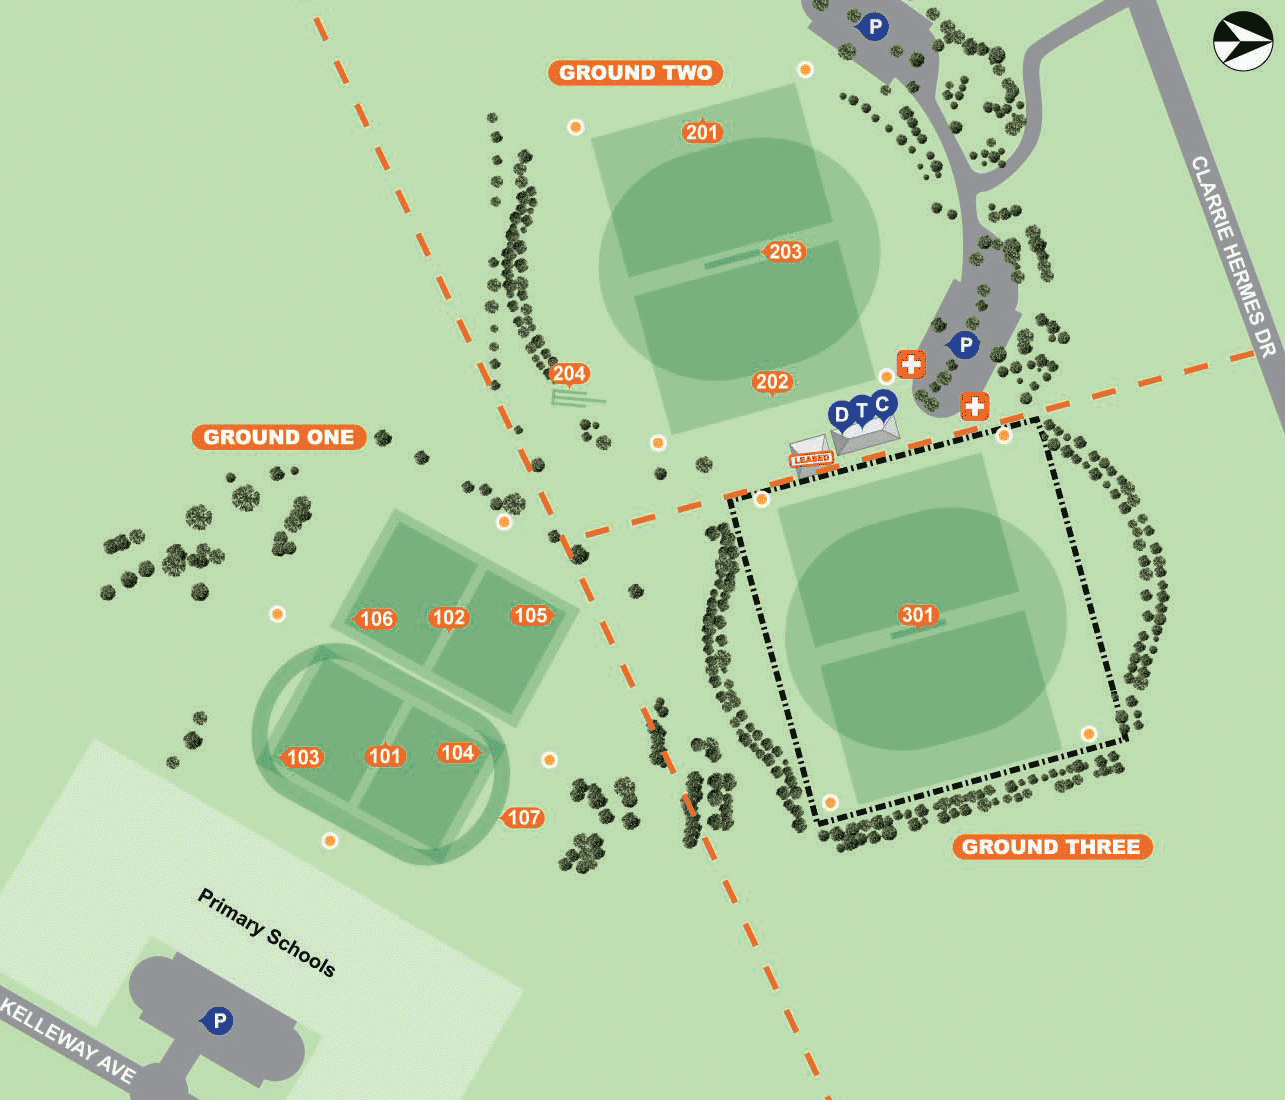 P
GROUND TWO
201
CLARRIE HERMES DR
203
P
204
202
D T C
LEASED
GROUND ONE
106
102
105
301
103
101
104
107
GROUND THREE
Primary Schools
P
KELLEWAY AVE